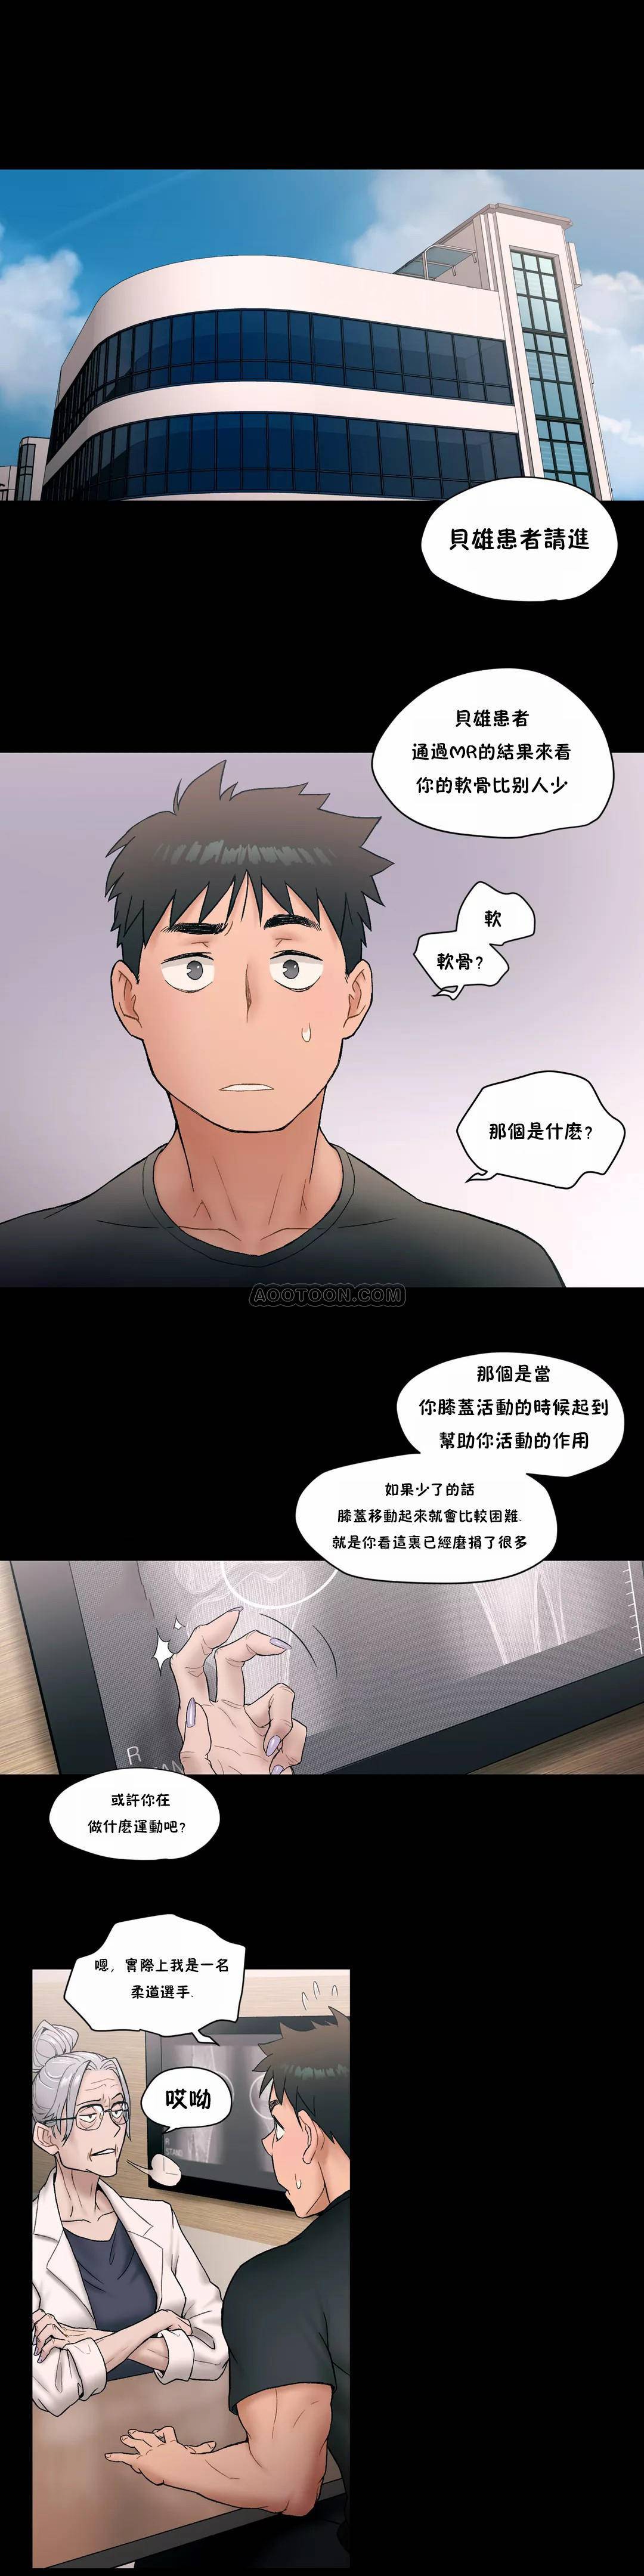 貝雄患者請進
貝雄患者
通過MR的結果來看
你的軟骨比别人少
軟
軟骨?
那個是什麽?
AOOTOON.COM
那個是當
你膝蓋活動的時候起到
幫助你活動的作用
如果少了的話
膝蓋移動起來就會比較困難.
就是你看這裏已經磨損了很多
R
STAN
或許你在
做什麽運動吧?
嗯, 實際上我是一名
柔道選手.
哎呦
R
STAND